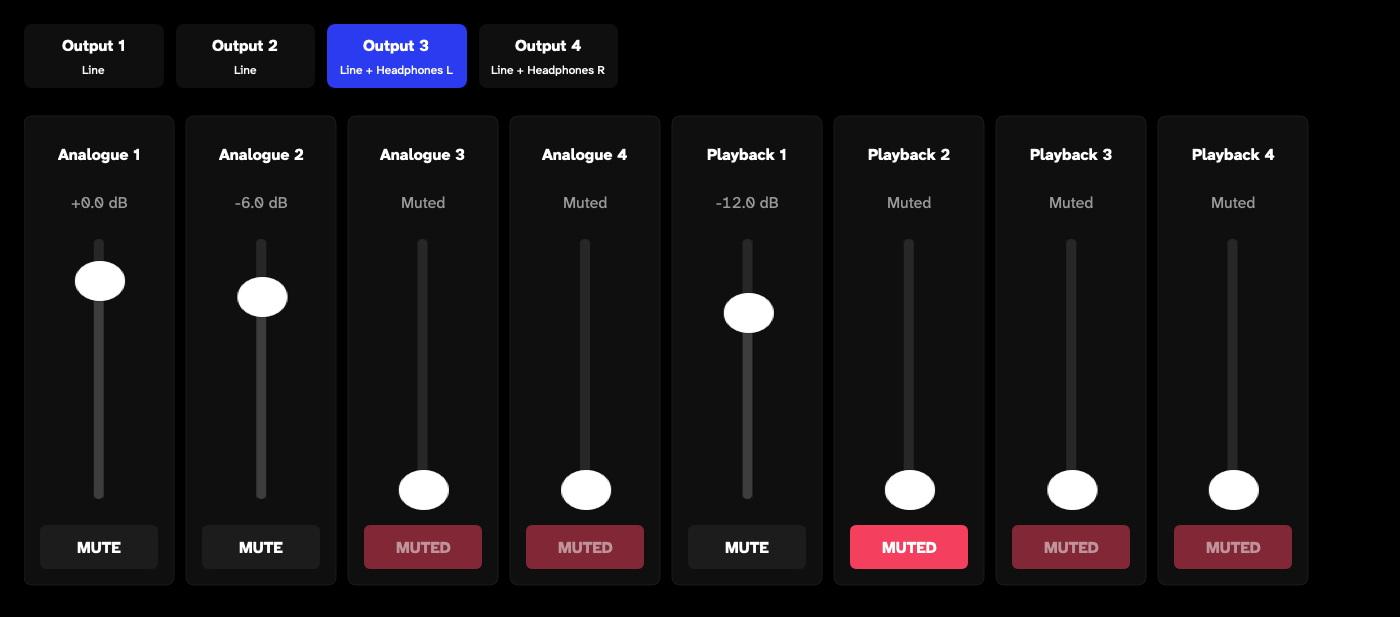 Output 1
Line
Output 2
Line
Output 3
Line + Headphones L
Output 4
Line + Headphones R
Analogue 1
+0.0 dB
MUTE
Analogue 2
-6.0 dB
MUTE
Analogue 3
Muted
MUTED
Analogue 4
Muted
MUTED
Playback 1
-12.0 dB
MUTE
Playback 2
Muted
MUTED
Playback 3
Muted
MUTED
Playback 4
Muted
MUTED